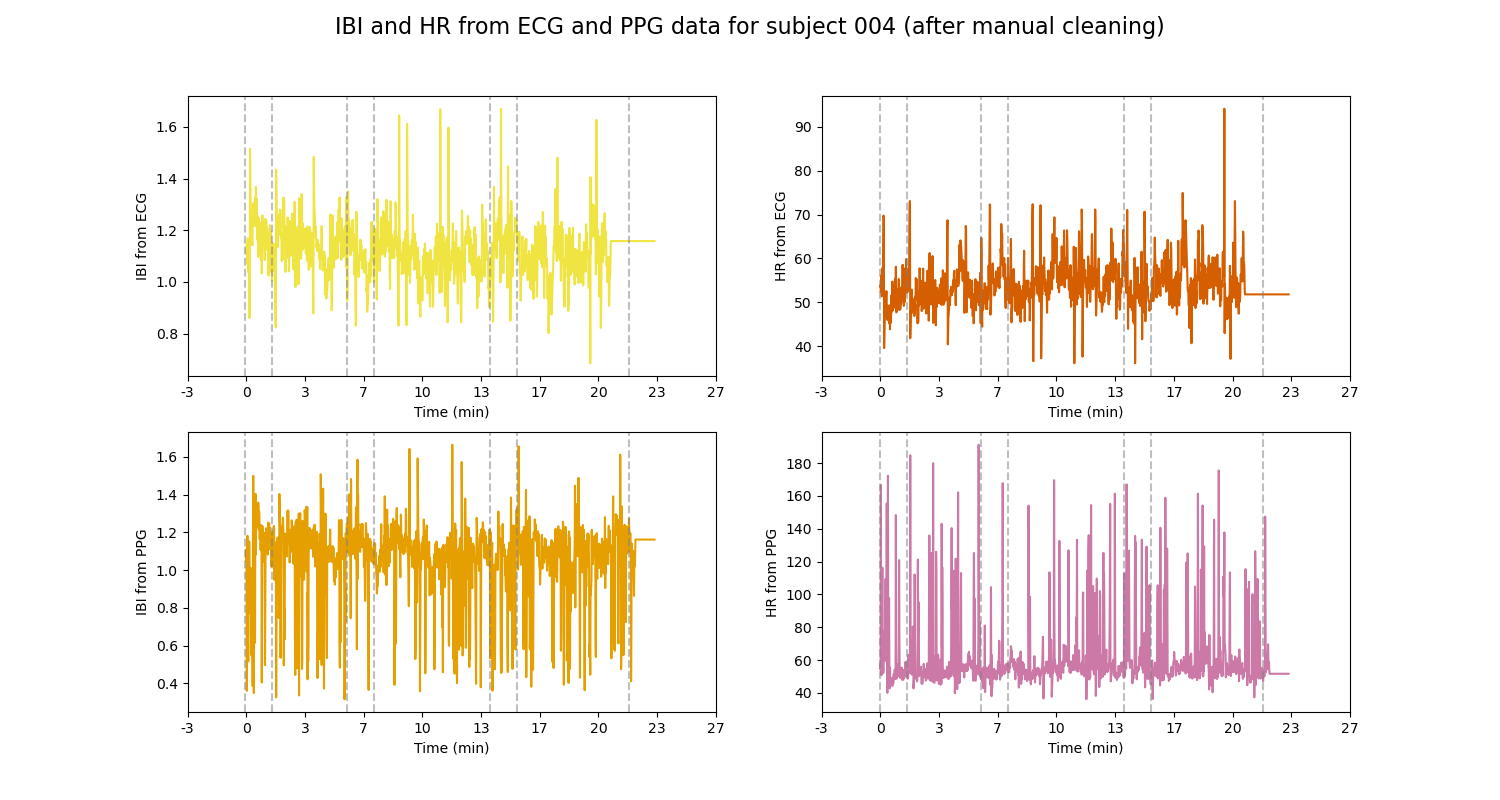 IBI and HR from ECG and PPG data for subject 004 (after manual cleaning)
IBI from ECG
1.6
1.4
1.2
1.0
0.8
-3 0 3 7 10 13 17 20 23 27
Time (min)
HR from ECG
90
80
70
60
50
40
-3 0 3 7 10 13 17 20 23 27
Time (min)
IBI from PPG
1.6
1.4
1.2
1.0
0.8
0.6
0.4
-3 0 3 7 10 13 17 20 23 27
Time (min)
HR from PPG
180
160
140
120
100
80
60
40
-3 0 3 7 10 13 17 20 23 27
Time (min)